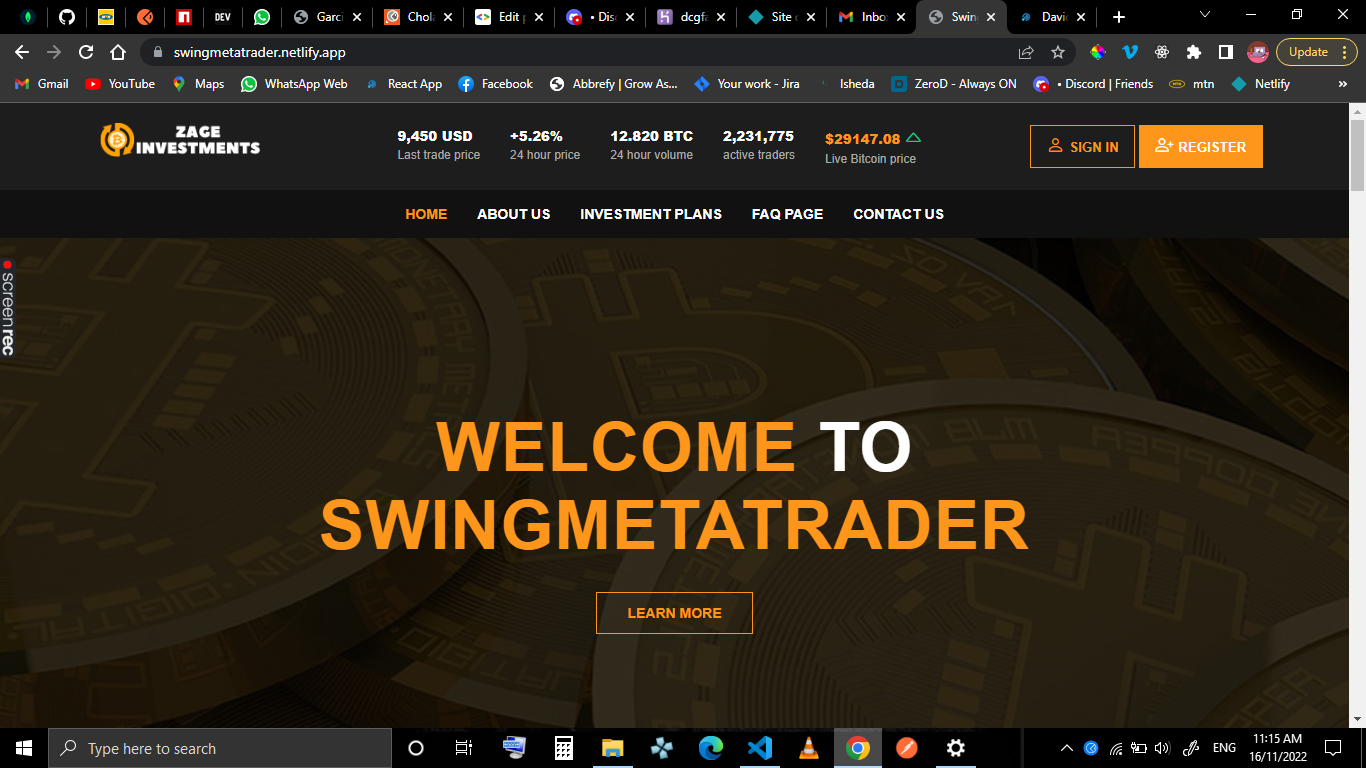 DEV
Garci
Chola
Edit p
• Disc
dcgfa
Site o
Inbo
Swin
Davi
swingmetatrader.netlify.app
Update
Gmail
YouTube
Maps
WhatsApp Web
React App
Facebook
Abbrefy | Grow As...
Your work - Jira
Isheda
ZeroD - Always ON
• Discord | Friends
mtn
Netlify
»
ZAGE
INVESTMENTS
9,450 USD
Last trade price
+5.26%
24 hour price
12.820 BTC
24 hour volume
2,231,775
active traders
$29147.08
Live Bitcoin price
SIGN IN
REGISTER
HOME
ABOUT US
INVESTMENT PLANS
FAQ PAGE
CONTACT US
screenrec
WELCOME TO
SWINGMETATRADER
LEARN MORE
Type here to search
ENG
11:15 AM
16/11/2022